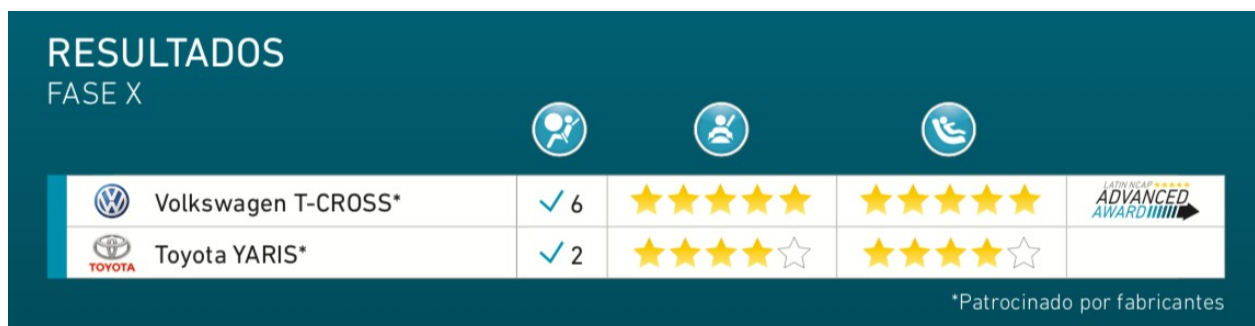 RESULTADOS
FASE X
Volkswagen T-CROSS* 6 LATIN NCAP ADVANCED AWARD
TOYOTA Toyota YARIS* 2
*Patrocinado por fabricantes